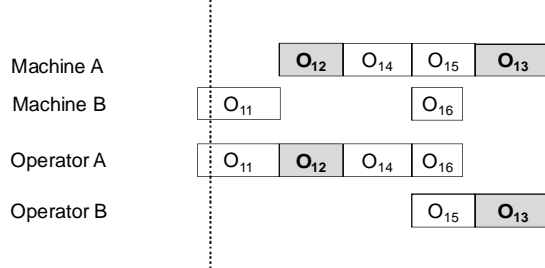 Machine A O₁₂ O₁₄ O₁₅ O₁₃
Machine B O₁₁ O₁₆
Operator A O₁₁ O₁₂ O₁₄ O₁₆
Operator B O₁₅ O₁₃